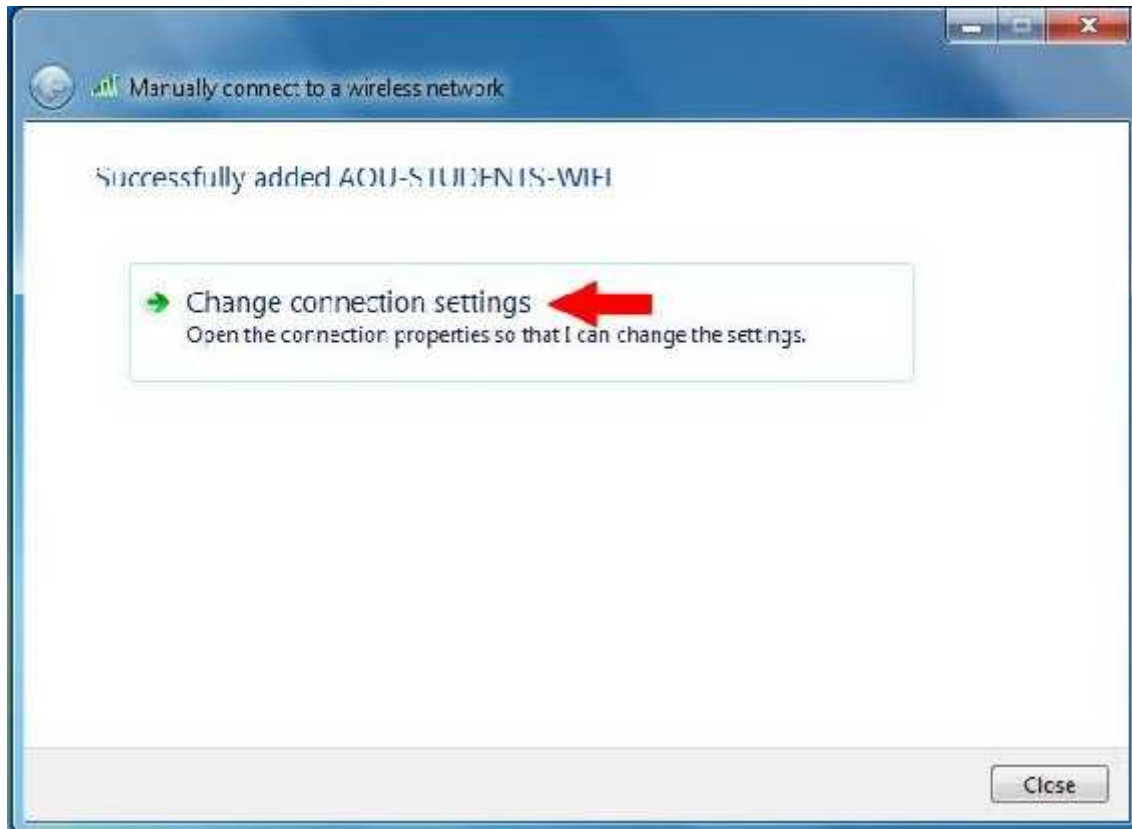 Manually connect to a wireless network
Successfully added AOU-STUDENTS-WIFI
Change connection settings
Open the connection properties so that I can change the settings.
Close